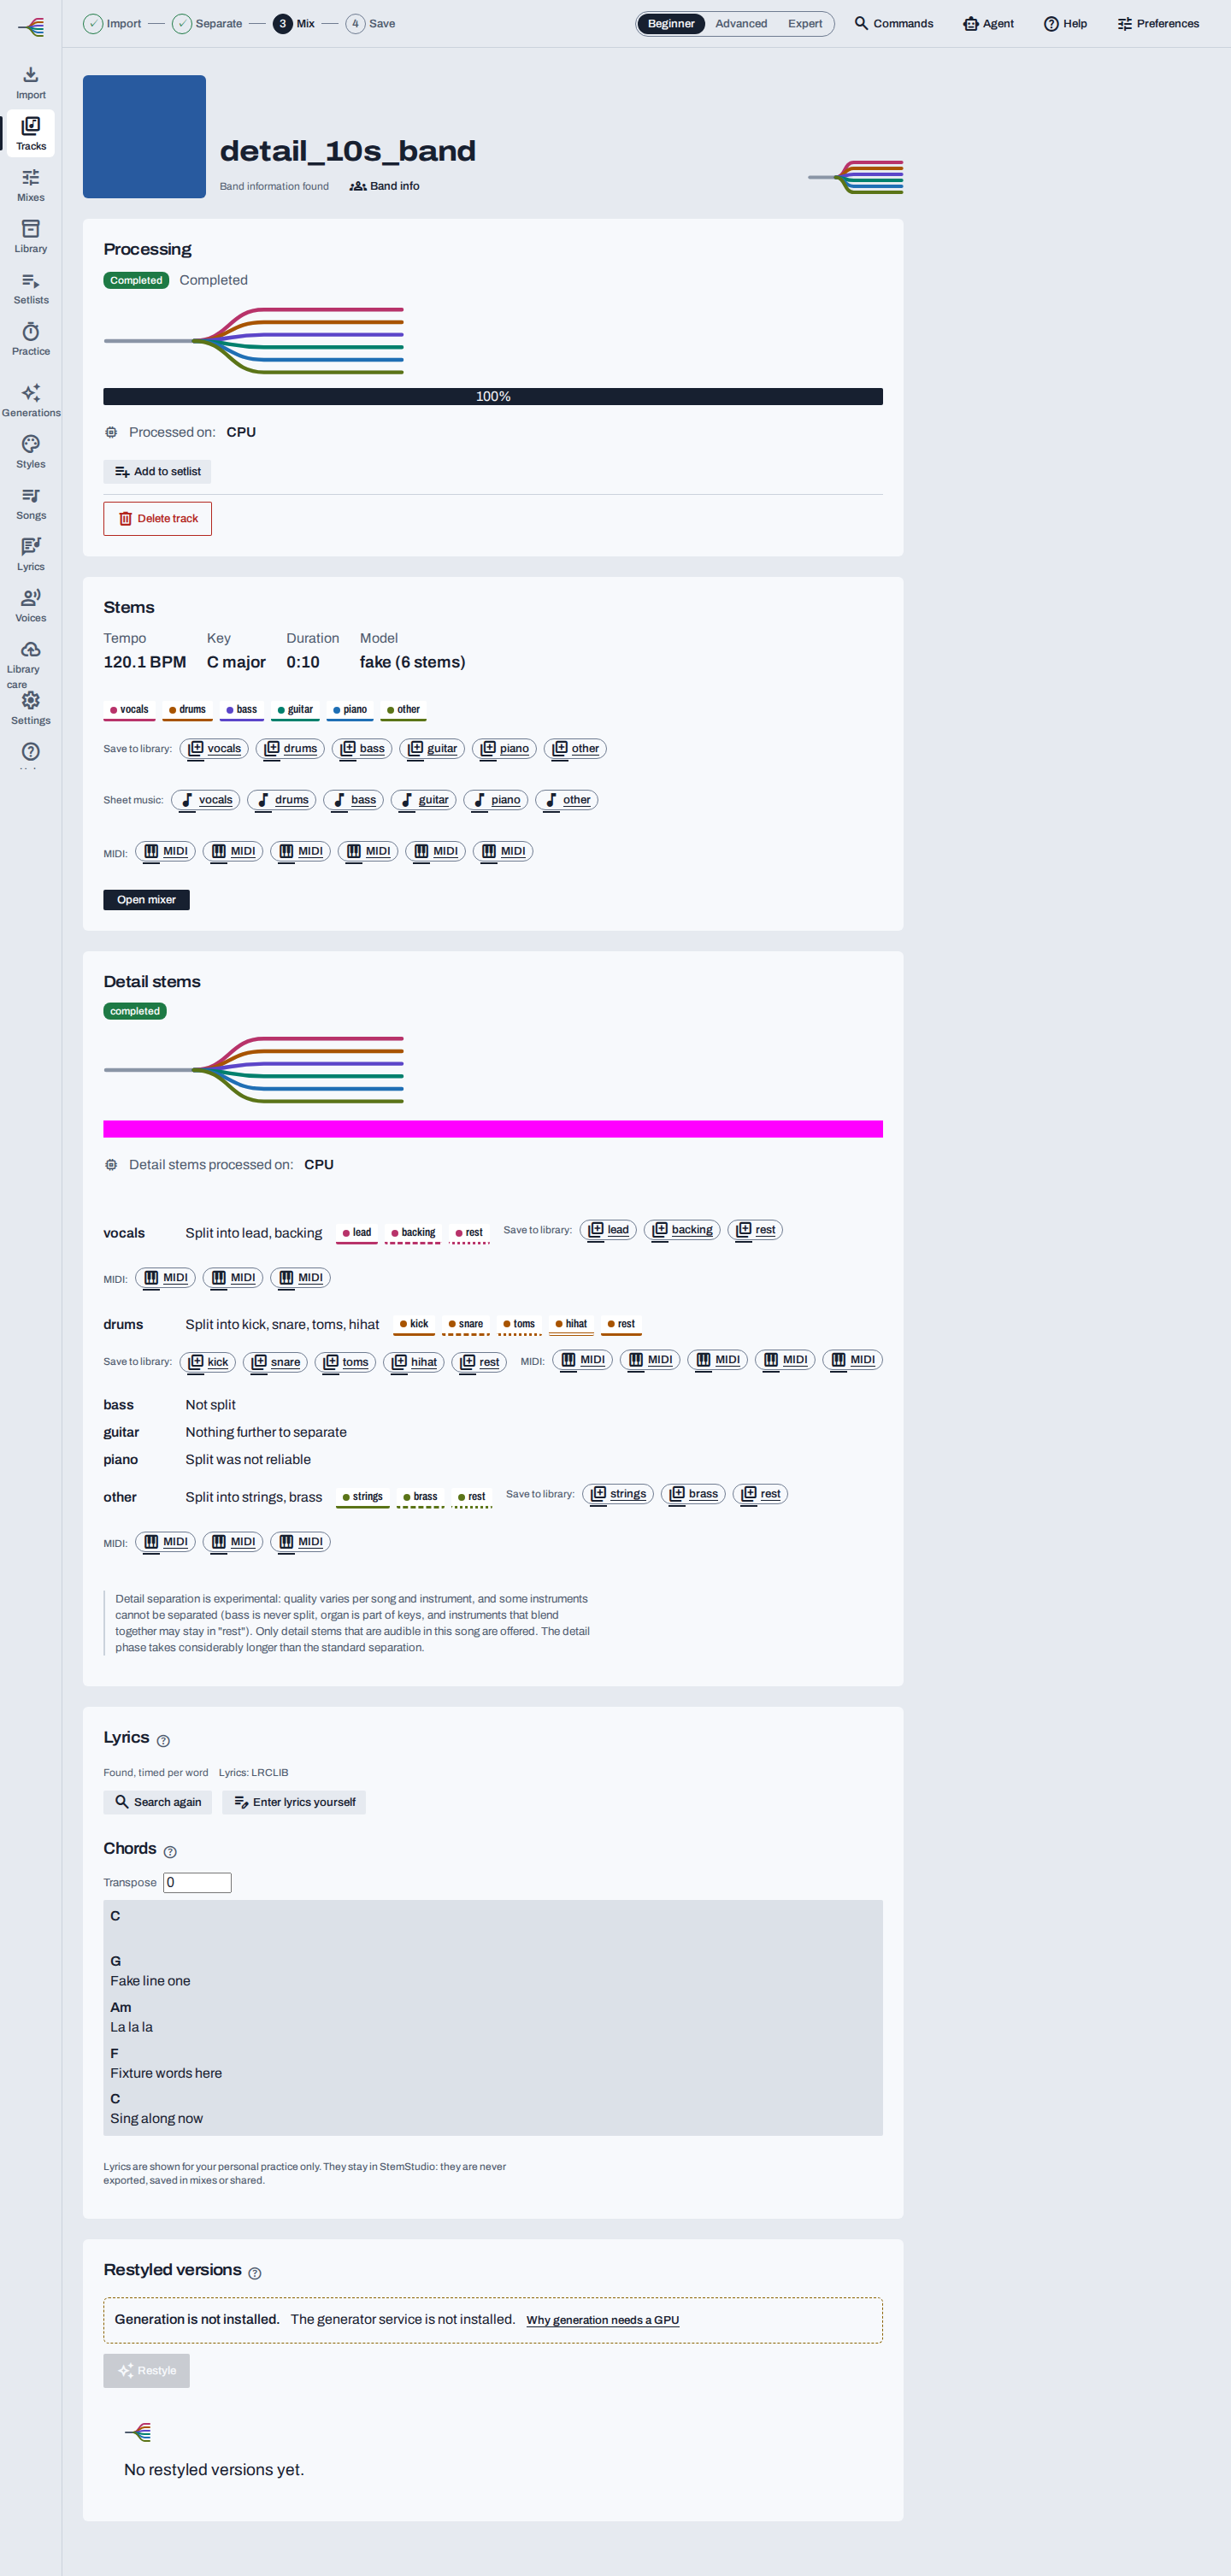 Import
Separate
3 Mix
4 Save
Beginner
Advanced
Expert
Commands
Agent
Help
Preferences
Import
Tracks
Mixes
Library
Setlists
Practice
Generations
Styles
Songs
Lyrics
Voices
Library
care
Settings
detail_10s_band
Band information found
Band info
Processing
Completed Completed
100%
Processed on: CPU
Add to setlist
Delete track
Stems
Tempo Key Duration Model
120.1 BPM C major 0:10 fake (6 stems)
vocals drums bass guitar piano other
Save to library: vocals drums bass guitar piano other
Sheet music: vocals drums bass guitar piano other
MIDI: MIDI MIDI MIDI MIDI MIDI MIDI
Open mixer
Detail stems
completed
Detail stems processed on: CPU
vocals Split into lead, backing lead backing rest Save to library: lead backing rest
MIDI: MIDI MIDI MIDI
drums Split into kick, snare, toms, hihat kick snare toms hihat rest
Save to library: kick snare toms hihat rest MIDI: MIDI MIDI MIDI MIDI MIDI
bass Not split
guitar Nothing further to separate
piano Split was not reliable
other Split into strings, brass strings brass rest Save to library: strings brass rest
MIDI: MIDI MIDI MIDI
Detail separation is experimental: quality varies per song and instrument, and some instruments
cannot be separated (bass is never split, organ is part of keys, and instruments that blend
together may stay in "rest"). Only detail stems that are audible in this song are offered. The detail
phase takes considerably longer than the standard separation.
Lyrics
Found, timed per word Lyrics: LRCLIB
Search again Enter lyrics yourself
Chords
Transpose 0
C
G
Fake line one
Am
La la la
F
Fixture words here
C
Sing along now
Lyrics are shown for your personal practice only. They stay in StemStudio: they are never
exported, saved in mixes or shared.
Restyled versions
Generation is not installed. The generator service is not installed. Why generation needs a GPU
Restyle
No restyled versions yet.